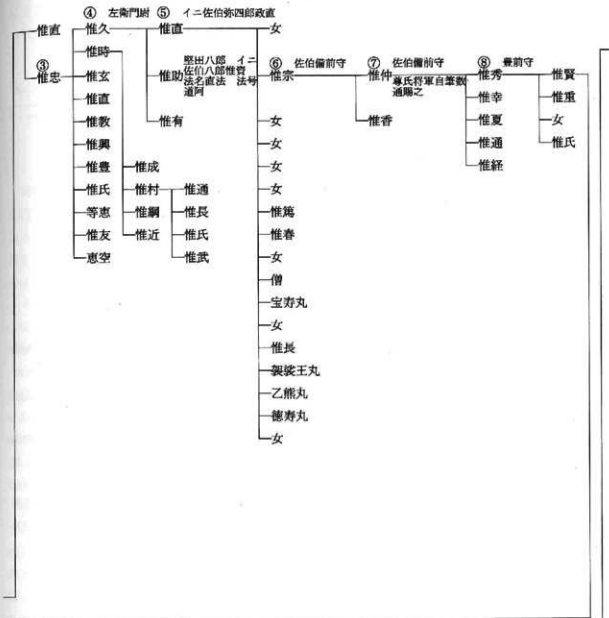 惟直
③
惟忠
④ 左衛門尉
惟久
惟時
惟玄
惟直
惟教
惟興
惟豊
惟氏
等恵
惟友
恵空
惟成
惟村
惟綱
惟近
惟通
惟長
惟氏
惟武
⑤ イニ佐伯弥四郎政直
惟直
惟助
堅田八郎 イニ
佐伯八郎惟資
法名直法 法号
道阿
惟有
女
⑥ 佐伯備前守
惟宗
女
女
女
女
惟篤
惟春
女
僧
宝寿丸
女
惟長
袈裟王丸
乙熊丸
徳寿丸
女
⑦ 佐伯備前守
惟仲
尊氏将軍自筆
通賜之
惟香
⑧ 豊前守
惟秀
惟幸
惟夏
惟通
惟経
惟賢
惟重
女
惟氏